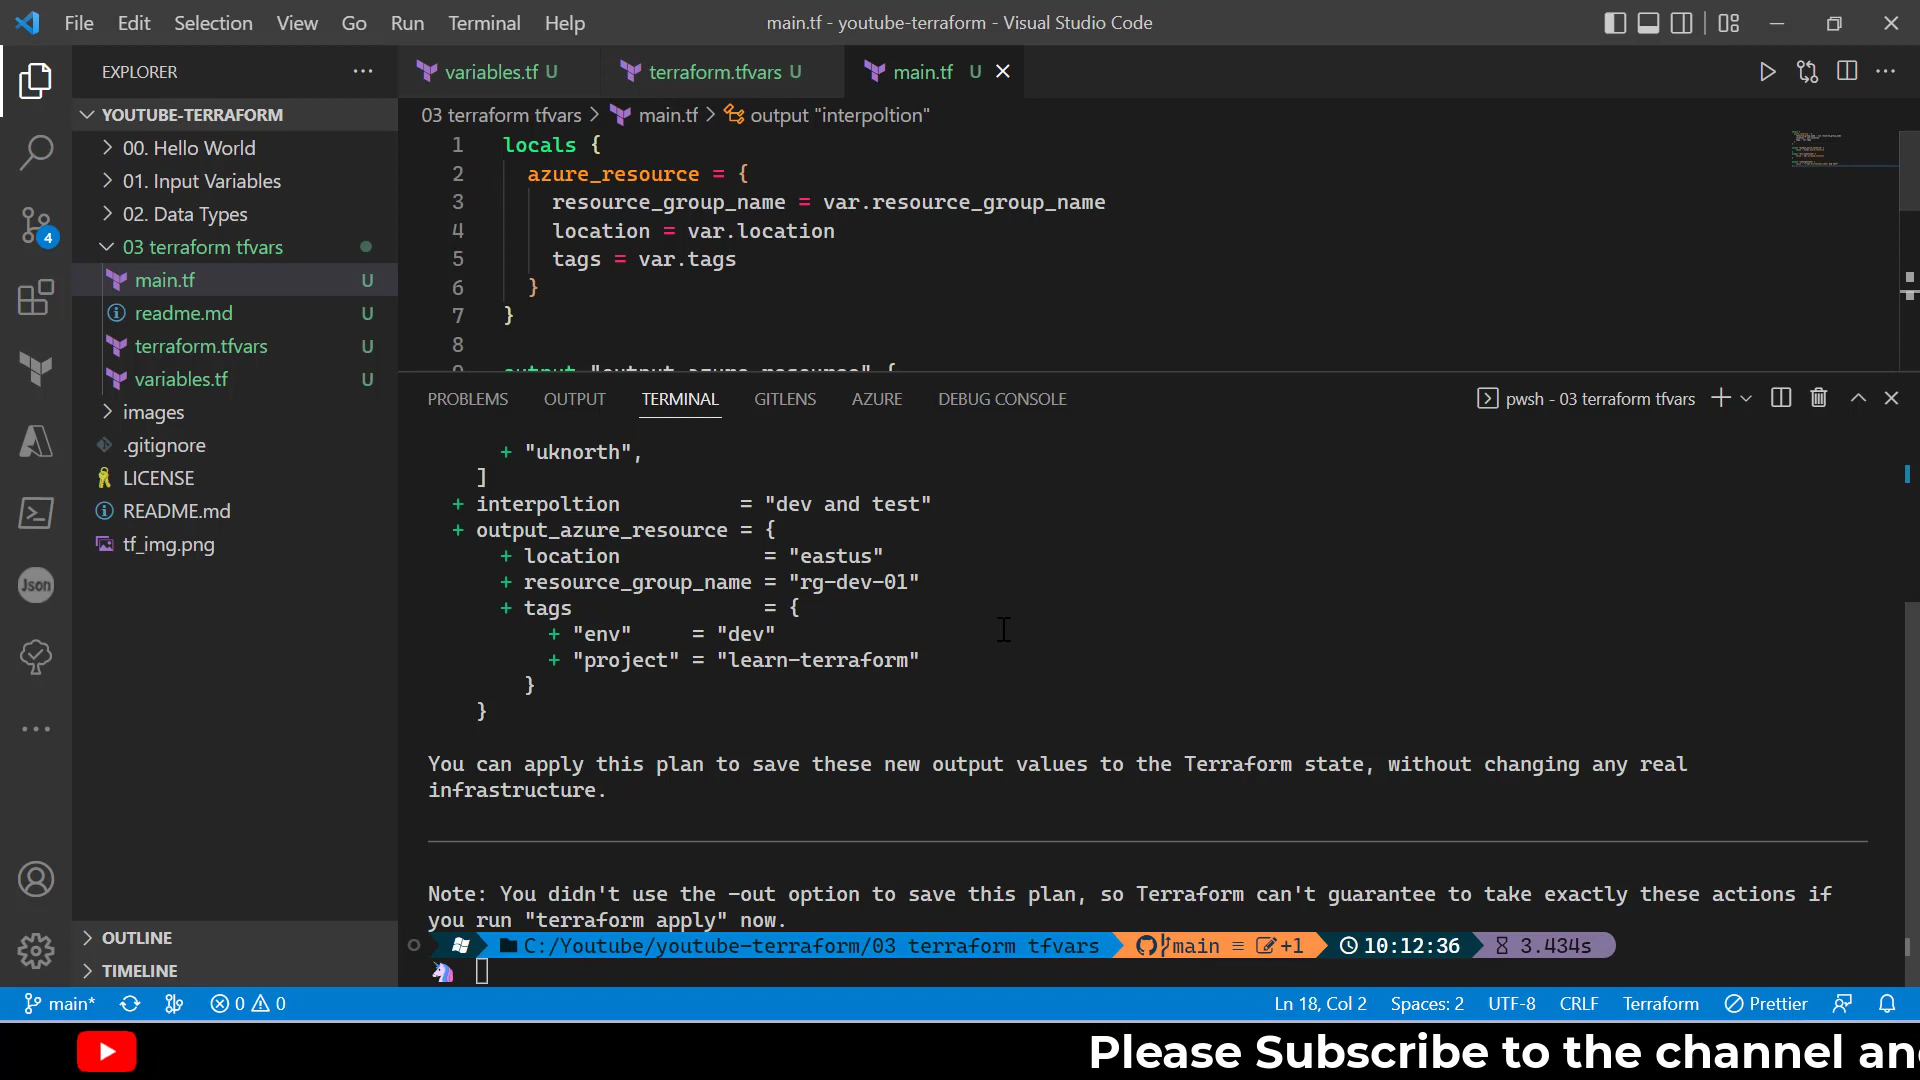 File Edit Selection View Go Run Terminal Help
main.tf - youtube-terraform - Visual Studio Code
EXPLORER
YOUTUBE-TERRAFORM
00. Hello World
01. Input Variables
02. Data Types
03 terraform tfvars
main.tf U
readme.md U
terraform.tfvars U
variables.tf U
images
.gitignore
LICENSE
README.md
tf_img.png
OUTLINE
TIMELINE
4
Json
variables.tf U terraform.tfvars U main.tf U
03 terraform tfvars > main.tf > output "interpoltion"
1 locals {
2 azure_resource = {
3 resource_group_name = var.resource_group_name
4 location = var.location
5 tags = var.tags
6 }
7 }
8
9 output "output_azure_resource" {
PROBLEMS OUTPUT TERMINAL GITLENS AZURE DEBUG CONSOLE
pwsh - 03 terraform tfvars
+ "uknorth",
]
+ interpoltion = "dev and test"
+ output_azure_resource = {
+ location = "eastus"
+ resource_group_name = "rg-dev-01"
+ tags = {
+ "env" = "dev"
+ "project" = "learn-terraform"
}
}
You can apply this plan to save these new output values to the Terraform state, without changing any real
infrastructure.
Note: You didn't use the -out option to save this plan, so Terraform can't guarantee to take exactly these actions if
you run "terraform apply" now.
C:/Youtube/youtube-terraform/03 terraform tfvars main ≡ +1 10:12:36 3.434s
main* 0 0 Ln 18, Col 2 Spaces: 2 UTF-8 CRLF Terraform Prettier
Please Subscribe to the channel an